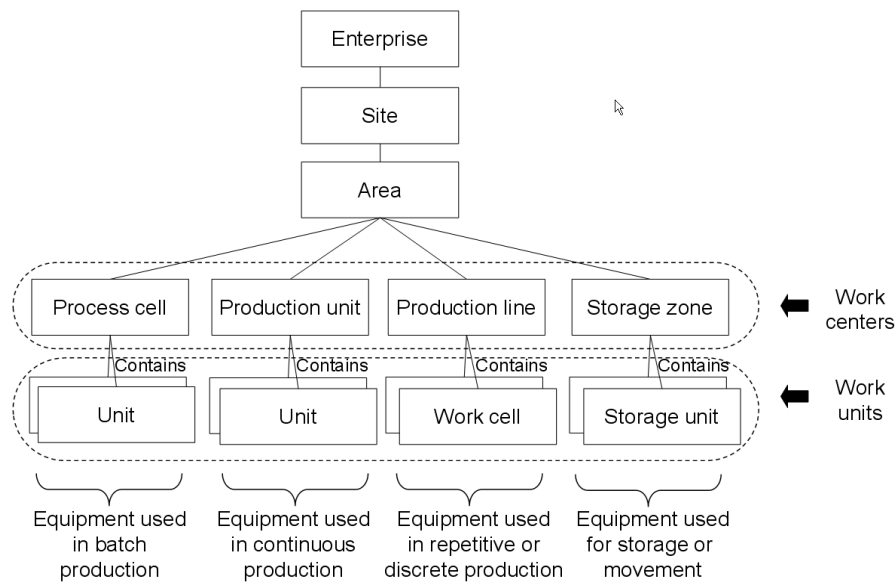 Enterprise
Site
Area
Process cell
Production unit
Production line
Storage zone
Work
centers
Contains
Contains
Contains
Contains
Unit
Unit
Work cell
Storage unit
Work
units
Equipment used
in batch
production
Equipment used
in continuous
production
Equipment used
in repetitive or
discrete production
Equipment used
for storage or
movement